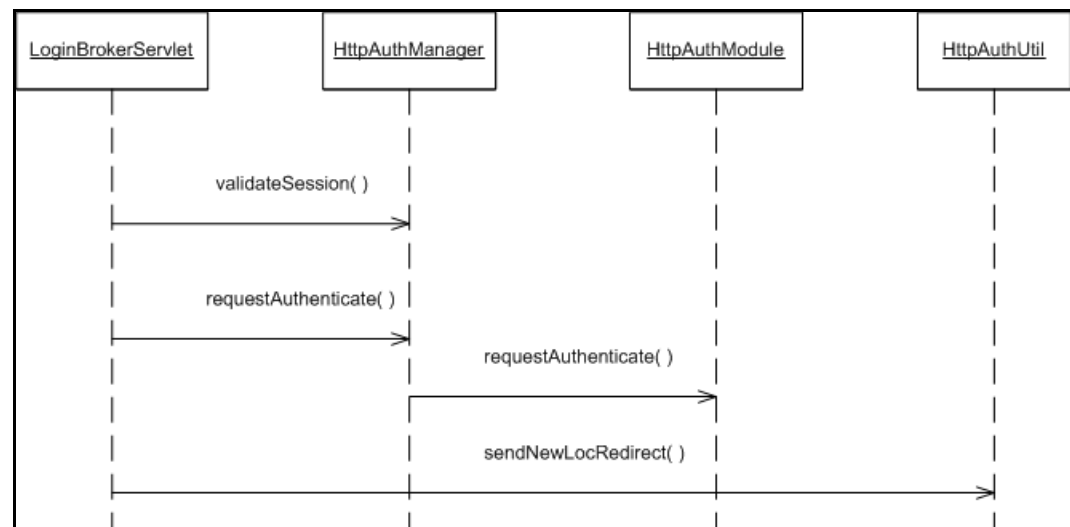 LoginBrokerServlet
HttpAuthManager
HttpAuthModule
HttpAuthUtil
validateSession( )
requestAuthenticate( )
requestAuthenticate( )
sendNewLocRedirect( )